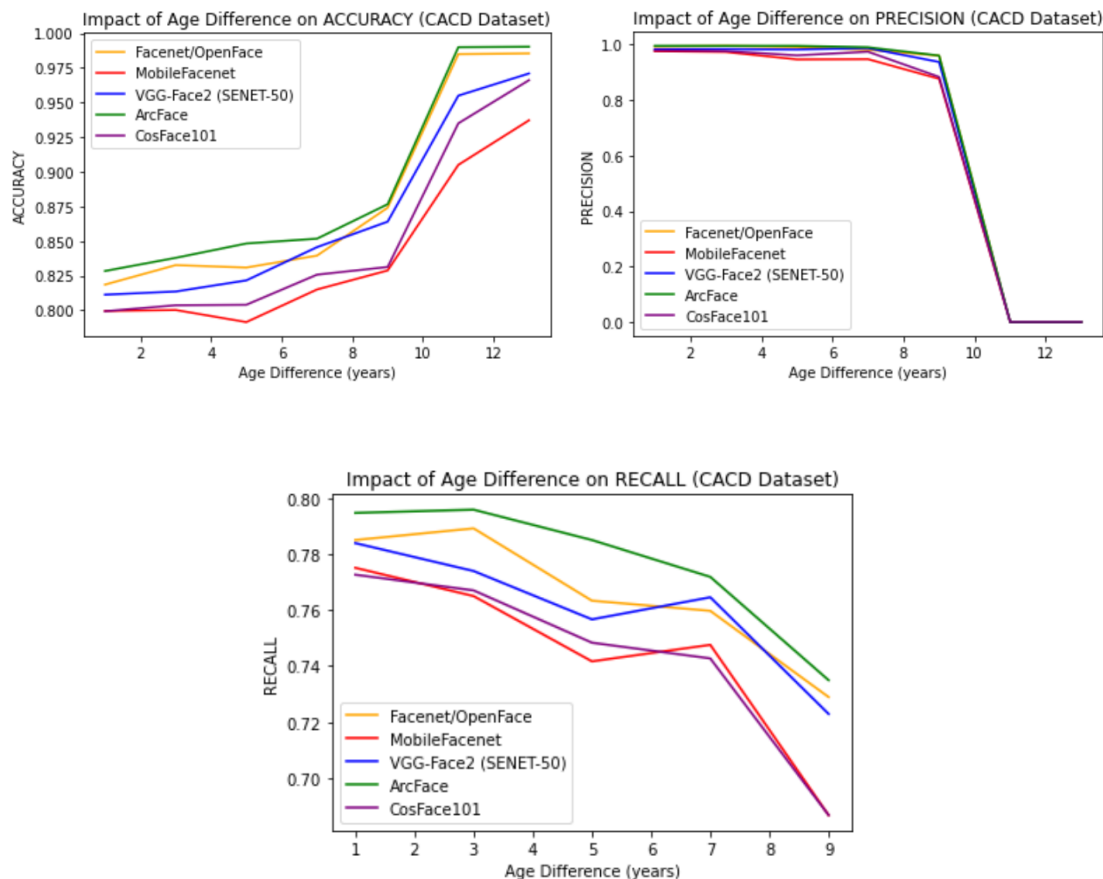 Impact of Age Difference on ACCURACY (CACD Dataset)
1.000
0.975
0.950
0.925
0.900
0.875
0.850
0.825
0.800
ACCURACY
Facenet/OpenFace
MobileFacenet
VGG-Face2 (SENET-50)
ArcFace
CosFace101
2 4 6 8 10 12
Age Difference (years)
Impact of Age Difference on PRECISION (CACD Dataset)
1.0
0.8
0.6
0.4
0.2
0.0
PRECISION
Facenet/OpenFace
MobileFacenet
VGG-Face2 (SENET-50)
ArcFace
CosFace101
2 4 6 8 10 12
Age Difference (years)
Impact of Age Difference on RECALL (CACD Dataset)
0.80
0.78
0.76
0.74
0.72
0.70
RECALL
Facenet/OpenFace
MobileFacenet
VGG-Face2 (SENET-50)
ArcFace
CosFace101
1 2 3 4 5 6 7 8 9
Age Difference (years)